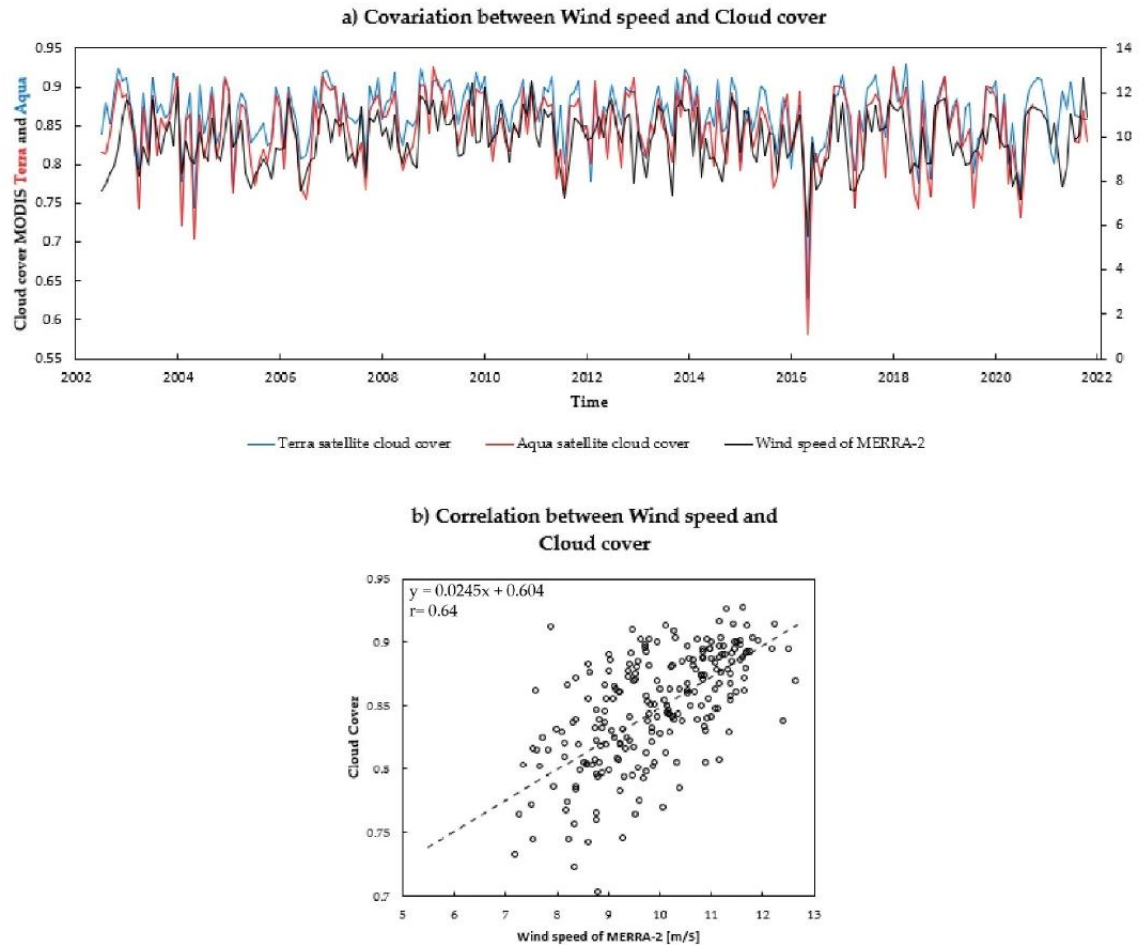 a) Covariation between Wind speed and Cloud cover
Cloud cover MODIS Terra and Aqua
0.95
0.9
0.85
0.8
0.75
0.7
0.65
0.6
0.55
14
12
10
8
6
4
2
0
2002 2004 2006 2008 2010 2012 2014 2016 2018 2020 2022
Time
Terra satellite cloud cover Aqua satellite cloud cover Wind speed of MERRA-2
b) Correlation between Wind speed and
Cloud cover
y = 0.0245x + 0.604
r= 0.64
Cloud Cover
0.95
0.9
0.85
0.8
0.75
0.7
5 6 7 8 9 10 11 12 13
Wind speed of MERRA-2 [m/S]